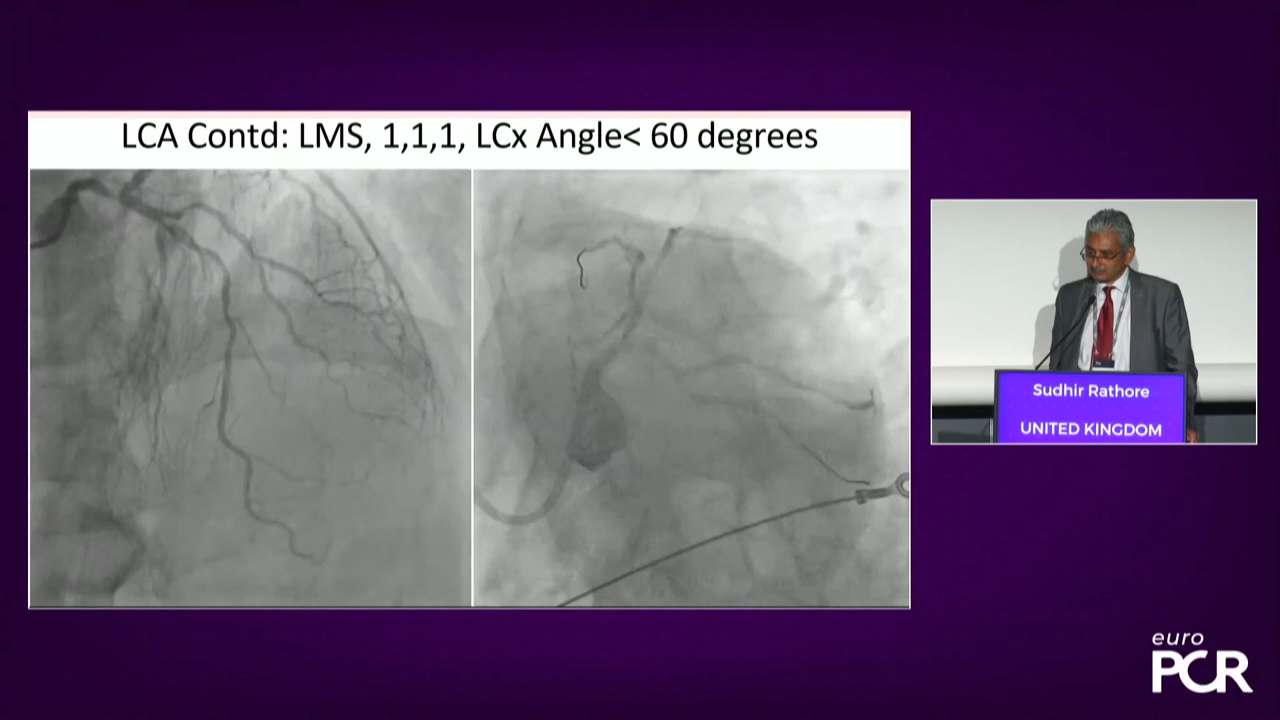 LCA Contd: LMS, 1,1,1, LCx Angle< 60 degrees
Sudhir Rathore
UNITED KINGDOM
euro
PCR